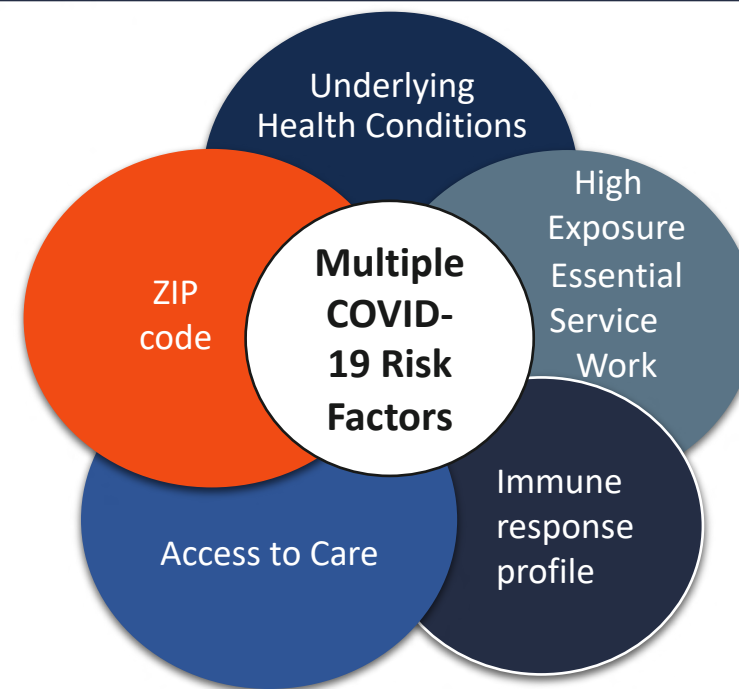 Underlying
Health Conditions
High
Exposure
Essential
Service
Work
ZIP
code
Multiple
COVID-
19 Risk
Factors
Immune
response
profile
Access to Care